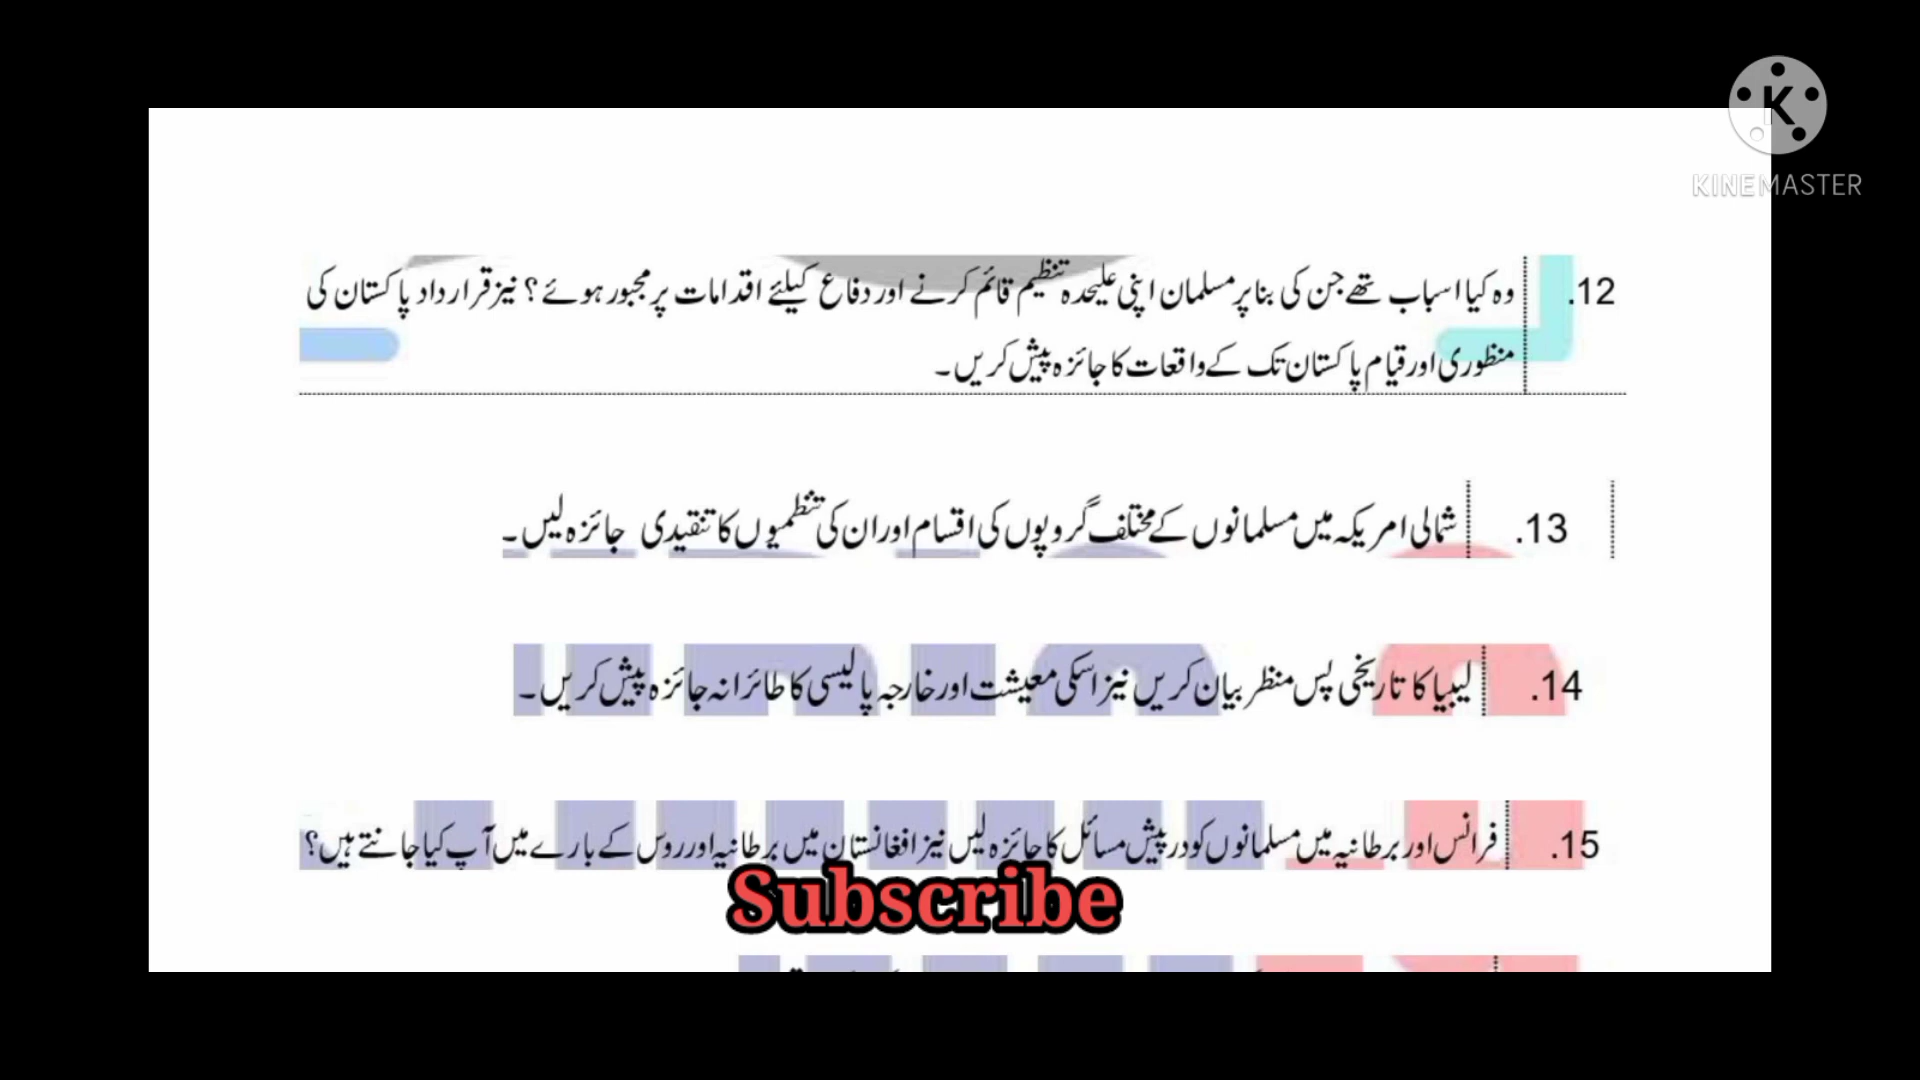 KINEMASTER
12. وہ کیا اسباب تھے جن کی بنا پر مسلمان اپنی علیحدہ تنظیم قائم کرنے اور دفاع کیلئے اقدامات پر مجبور ہوئے؟ نیز قرارداد پاکستان کی
منظوری اور قیام پاکستان تک کے واقعات کا جائزہ پیش کریں۔
13. شمالی امریکہ میں مسلمانوں کے مختلف گروپوں کی اقسام اور ان کی تنظمیوں کا تنقیدی جائزہ لیں۔
14. لیبیا کا تاریخی پس منظر بیان کریں نیز اسکی معیشت اور خارجہ پالیسی کا طائرانہ جائزہ پیش کریں۔
15. فرانس اور برطانیہ میں مسلمانوں کو درپیش مسائل کا جائزہ لیں نیز افغانستان میں برطانیہ اور روس کے بارے میں آپ کیا جانتے ہیں؟
Subscribe